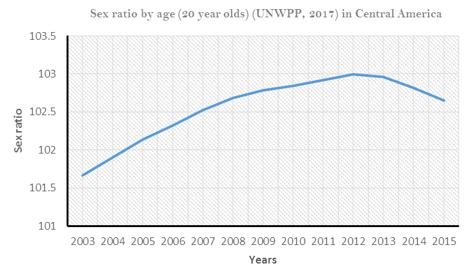 Sex ratio by age (20 year olds) (UNWPP, 2017) in Central America
103.5
103
102.5
102
101.5
101
Sex ratio
2003 2004 2005 2006 2007 2008 2009 2010 2011 2012 2013 2014 2015
Years